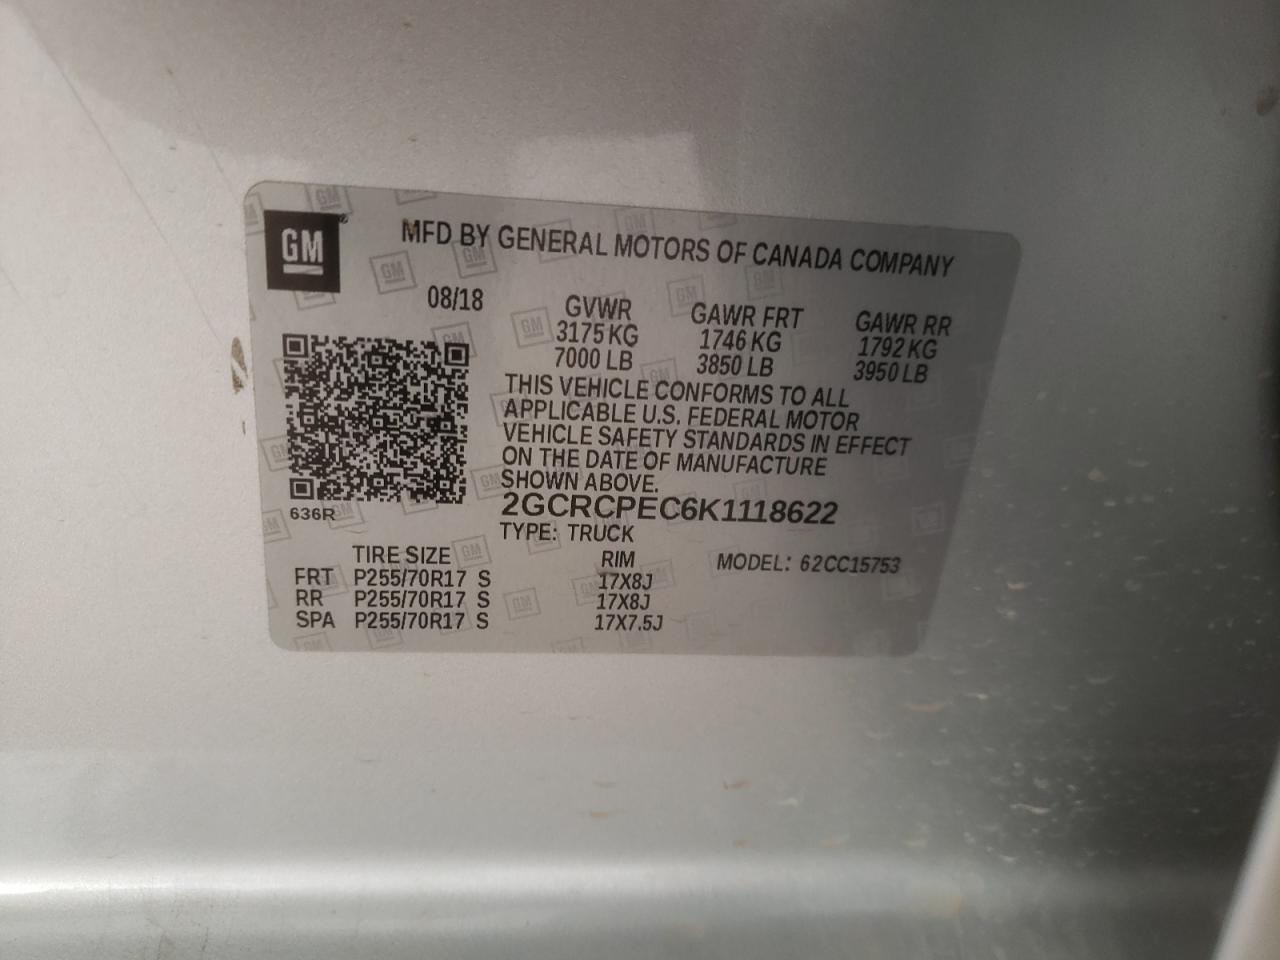 GM
MFD BY GENERAL MOTORS OF CANADA COMPANY
08/18
GVWR GAWR FRT GAWR RR
3175 KG 1746 KG 1792 KG
7000 LB 3850 LB 3950 LB
THIS VEHICLE CONFORMS TO ALL
APPLICABLE U.S. FEDERAL MOTOR
VEHICLE SAFETY STANDARDS IN EFFECT
ON THE DATE OF MANUFACTURE
SHOWN ABOVE.
636R
2GCRCPEC6K1118622
TYPE: TRUCK
TIRE SIZE RIM MODEL: 62CC15753
FRT P255/70R17 S 17X8J
RR P255/70R17 S 17X8J
SPA P255/70R17 S 17X7.5J